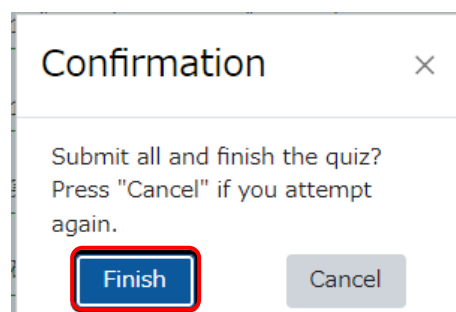 Confirmation
Submit all and finish the quiz?
Press "Cancel" if you attempt
again.
Finish
Cancel